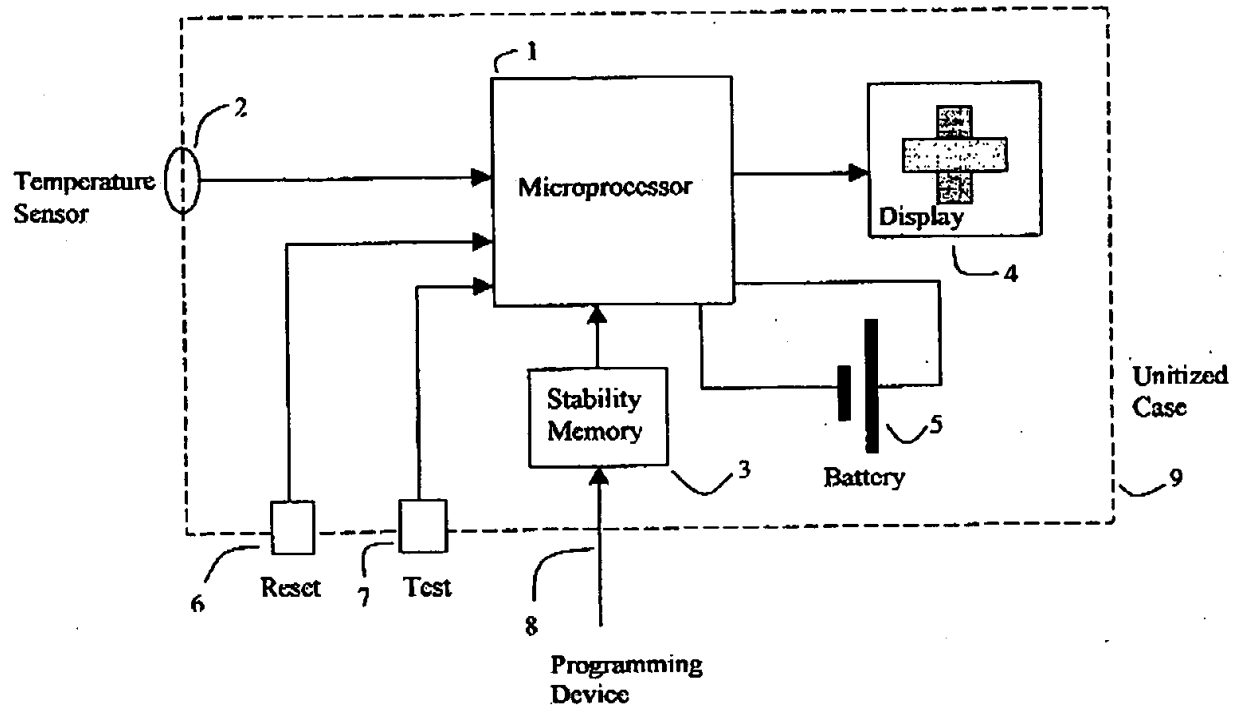 1
2
Temperature
Sensor
Microprocessor
Display
4
Stability
Memory
3
5
Battery
Unitized
Case
9
6
Reset
7
Test
8
Programming
Device